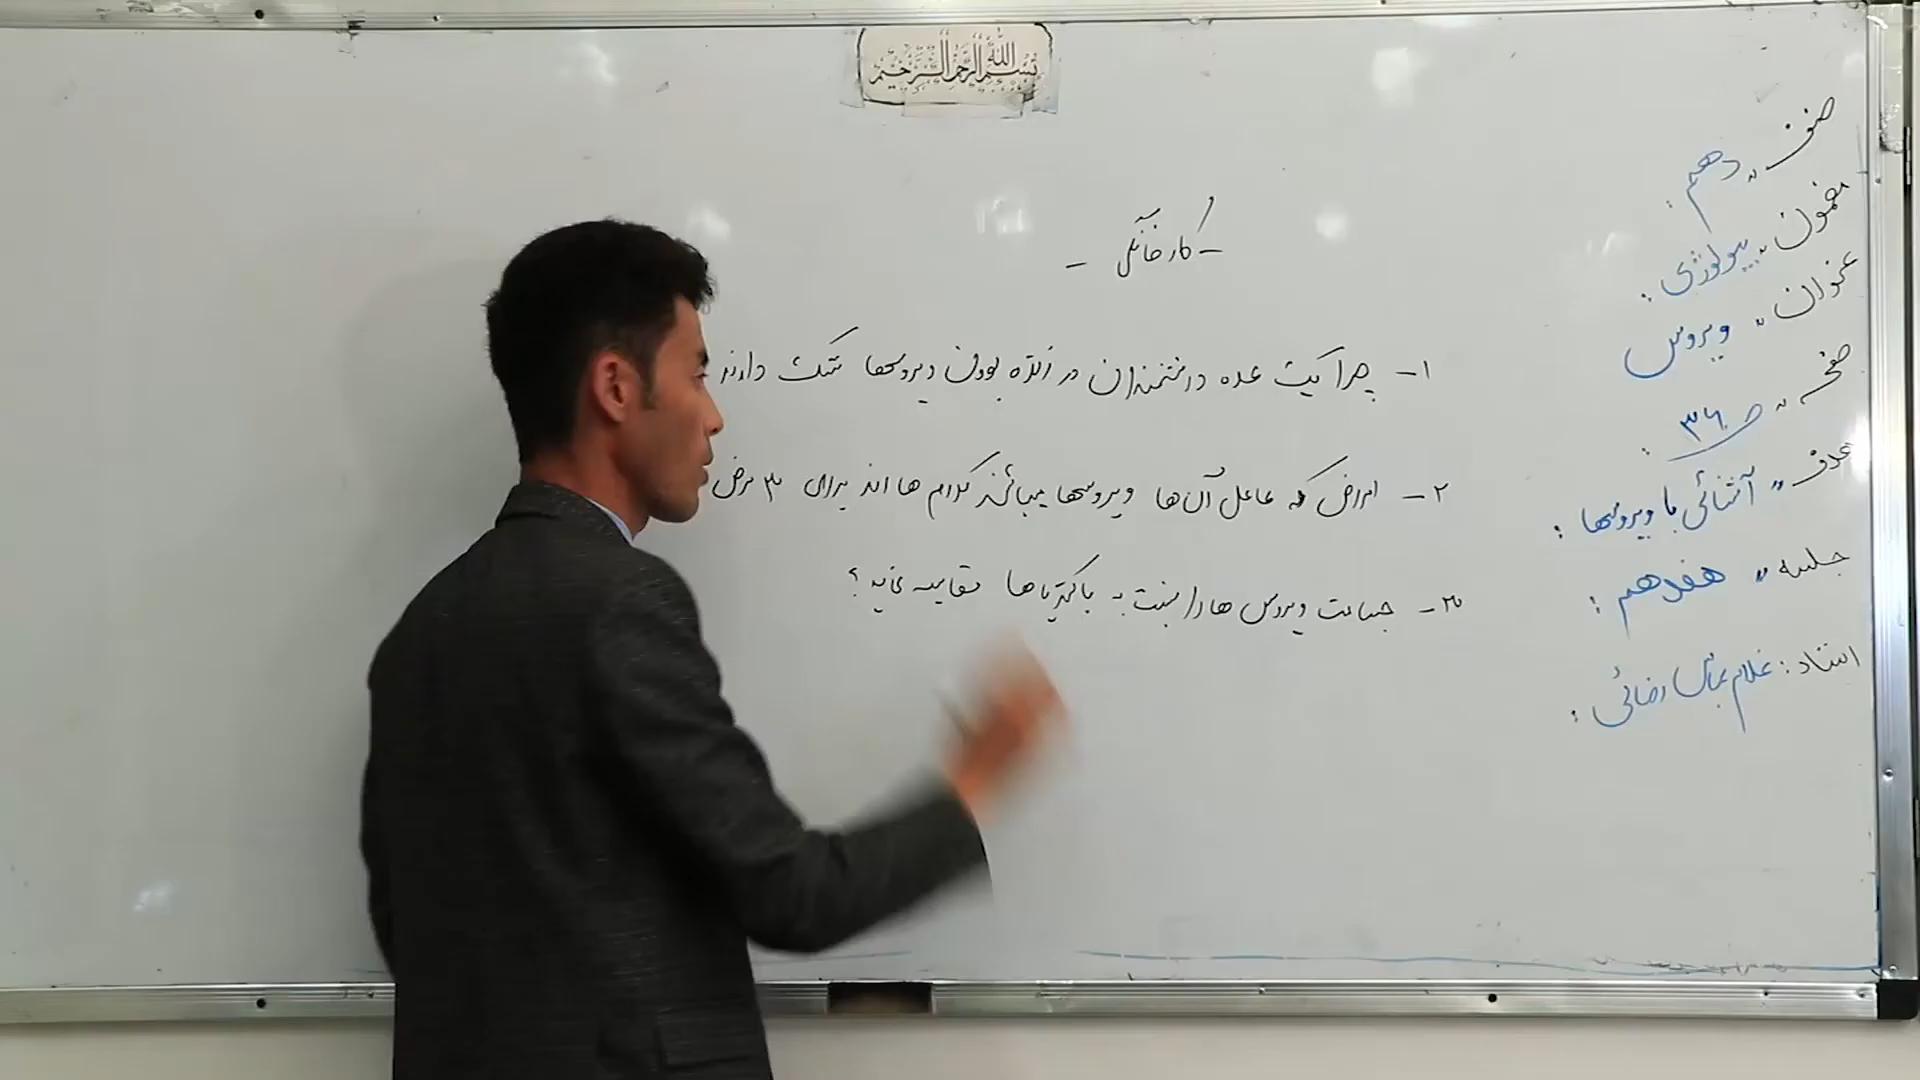 بسم الله الرحمن الرحیم
صنف " دهم :
مضمون " بیولوژی :
عنوان " ویروس
صفحه " ص ۳۶ :
هدف " آشنائی با ویروسها :
جلسه " هفدهم :
استاد : غلام عباس رضائی :
- کار خانگی -
۱- چرا یک عده دانشمندان در زنده بودن ویروسها شک دارند
۲- امراض که عامل آن ها ویروسها میباشند کدام ها اند برای ۳ مرض
۳- جسامت ویروس ها را نسبت به باکتریا ها مقایسه نمایید ؟